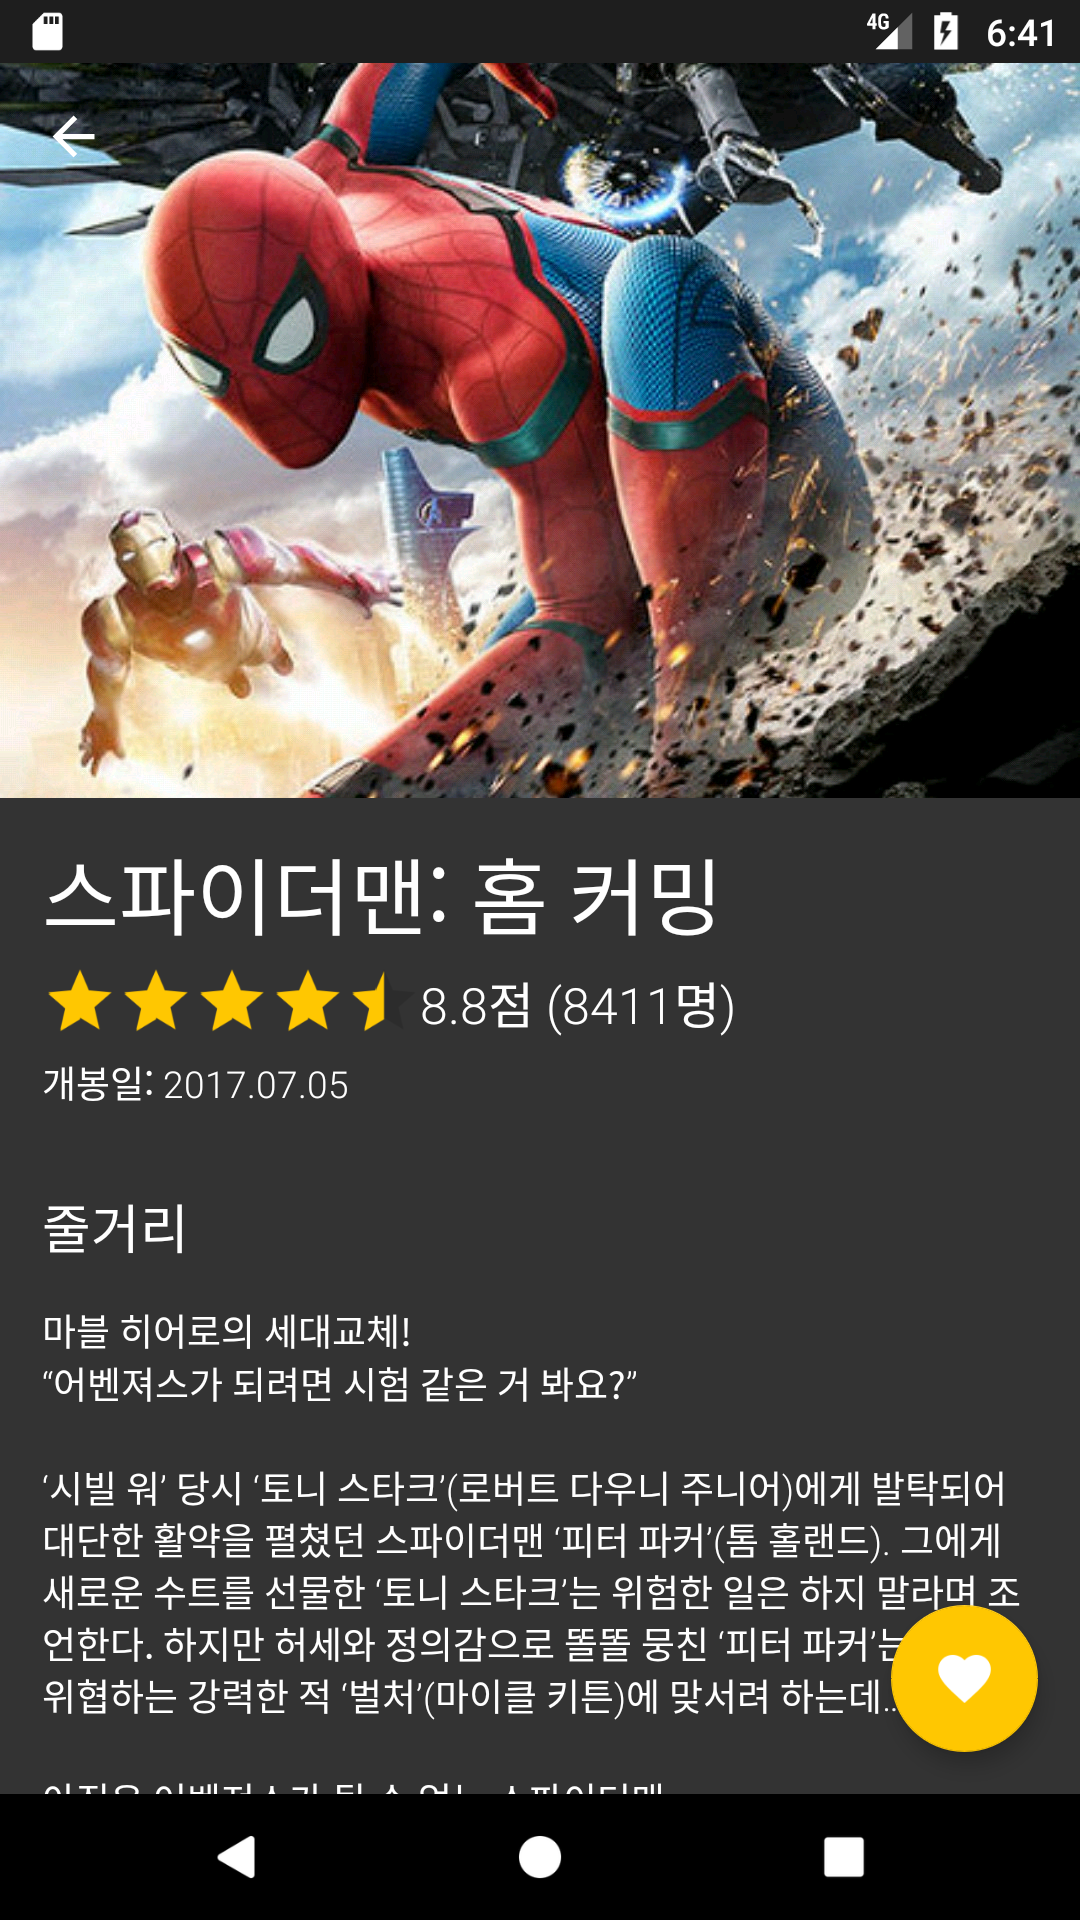 4G 6:41
스파이더맨: 홈 커밍
8.8점 (8411명)
개봉일: 2017.07.05
줄거리
마블 히어로의 세대교체!
“어벤져스가 되려면 시험 같은 거 봐요?”
‘시빌 워’ 당시 ‘토니 스타크’(로버트 다우니 주니어)에게 발탁되어
대단한 활약을 펼쳤던 스파이더맨 ‘피터 파커’(톰 홀랜드). 그에게
새로운 수트를 선물한 ‘토니 스타크’는 위험한 일은 하지 말라며 조
언한다. 하지만 허세와 정의감으로 똘똘 뭉친 ‘피터 파커’는
위협하는 강력한 적 ‘벌처’(마이클 키튼)에 맞서려 하는데..